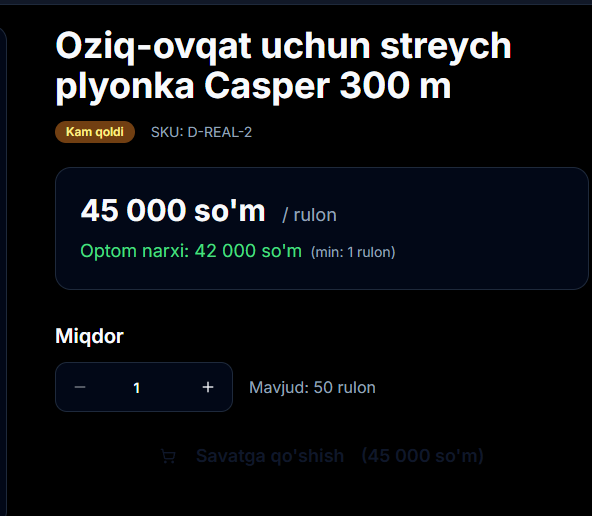 Oziq-ovqat uchun streych
plyonka Casper 300 m
Kam qoldi SKU: D-REAL-2
45 000 so'm / rulon
Optom narxi: 42 000 so'm (min: 1 rulon)
Miqdor
− 1 + Mavjud: 50 rulon
Savatga qo'shish (45 000 so'm)